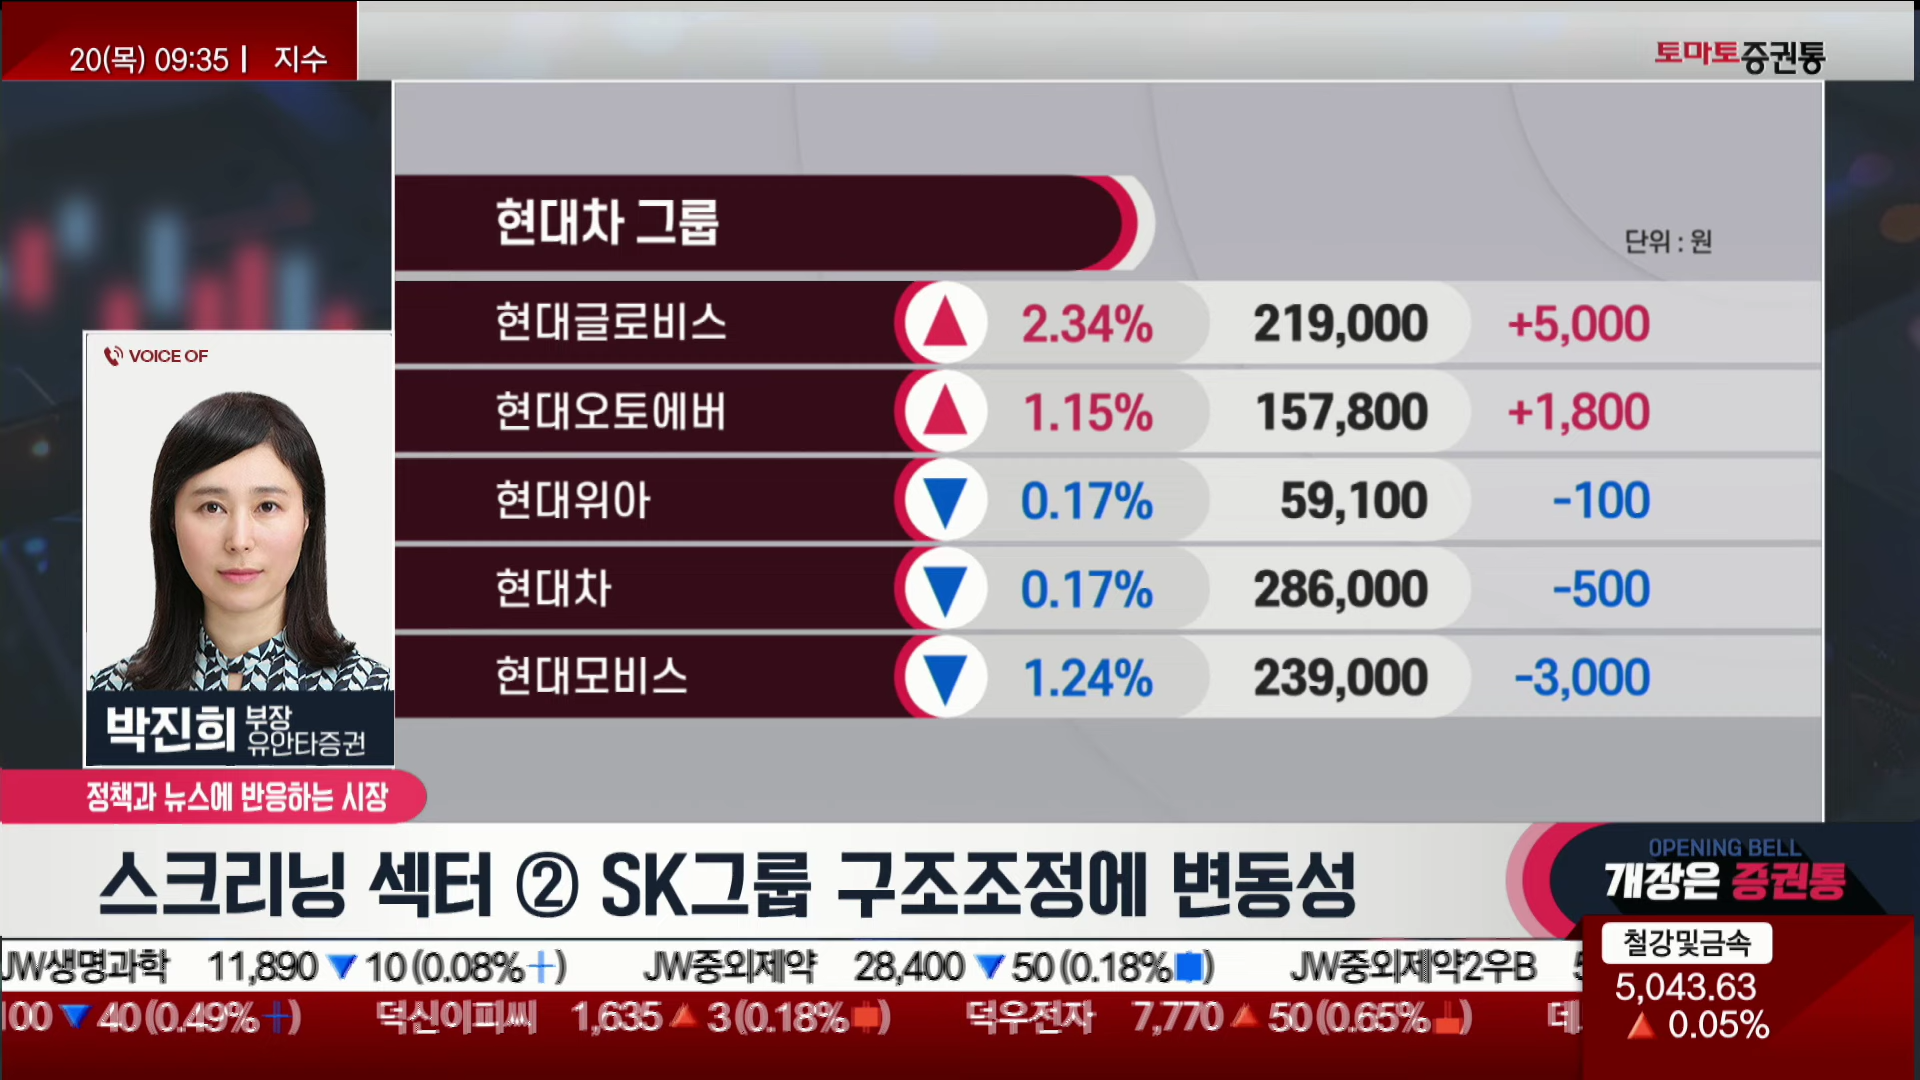 20(목) 09:35 | 지수
토마토증권통
현대차 그룹
단위 : 원
현대글로비스 ▲ 2.34% 219,000 +5,000
현대오토에버 ▲ 1.15% 157,800 +1,800
현대위아 ▼ 0.17% 59,100 -100
현대차 ▼ 0.17% 286,000 -500
현대모비스 ▼ 1.24% 239,000 -3,000
VOICE OF
박진희 부장
유안타증권
정책과 뉴스에 반응하는 시장
스크리닝 섹터 ② SK그룹 구조조정에 변동성
OPENING BELL
개장은 증권통
JW생명과학 11,890 ▼ 10 (0.08%) JW중외제약 28,400 ▼ 50 (0.18%) JW중외제약2우B
00 ▼ 40 (0.49%) 덕신이피씨 1,635 ▲ 3 (0.18%) 덕우전자 7,770 ▲ 50 (0.65%)
철강및금속
5,043.63
▲ 0.05%